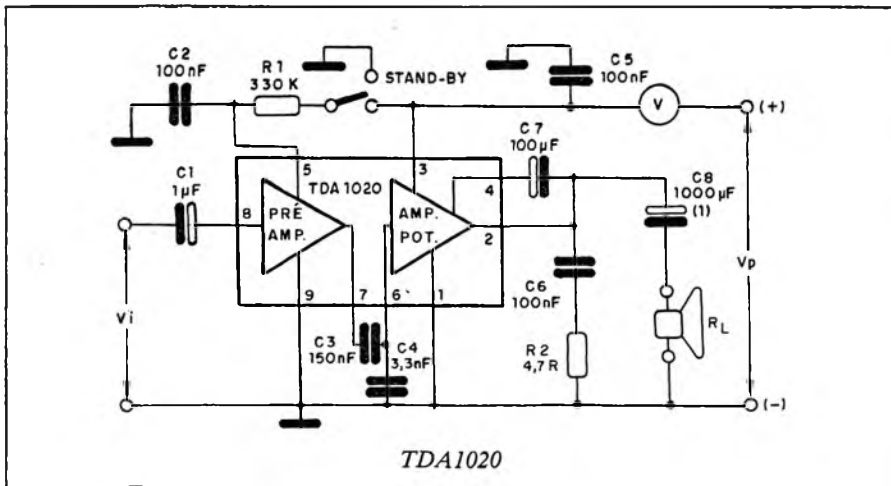 C2
100nF
R1
330 K
STAND-BY
C5
100nF
V
(+)
C7
100µF
C1
1µF
5
TDA1020
3
4
C8
1000µF
(1)
8
PRÉ
AMP.
AMP.
POT.
2
Vi
Vp
9
7
6
1
C6
100nF
RL
C3
150nF
C4
3,3nF
R2
4,7R
(-)
TDA1020